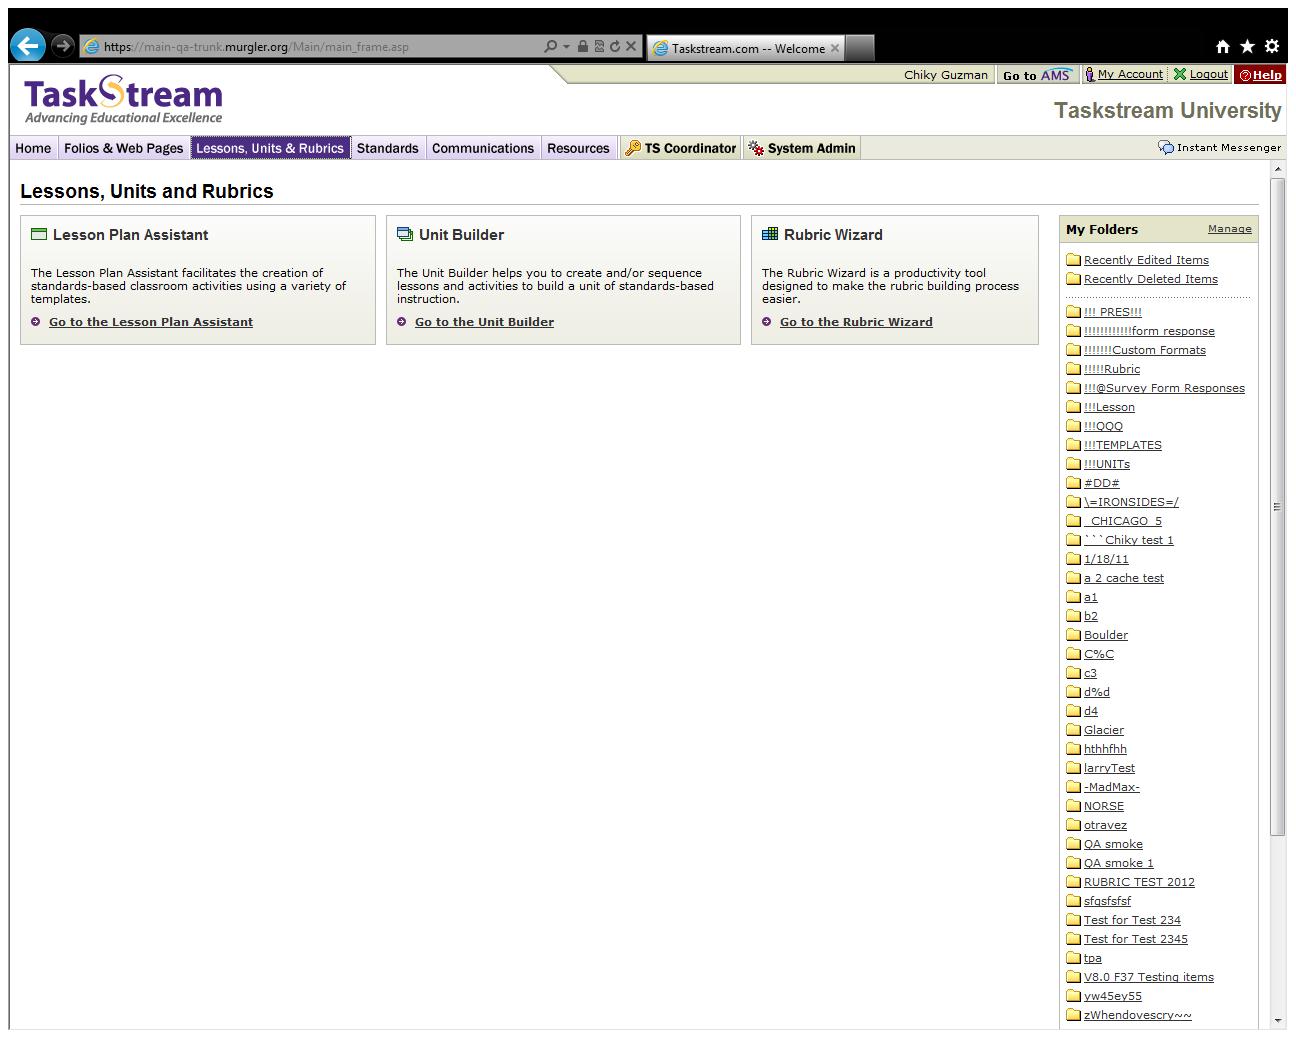 https://main-qa-trunk.murgler.org/Main/main_frame.asp
Taskstream.com -- Welcome
Chiky Guzman
Go to AMS
My Account
Logout
Help
TaskStream
Advancing Educational Excellence
Taskstream University
Home
Folios & Web Pages
Lessons, Units & Rubrics
Standards
Communications
Resources
TS Coordinator
System Admin
Instant Messenger
Lessons, Units and Rubrics
Lesson Plan Assistant
The Lesson Plan Assistant facilitates the creation of
standards-based classroom activities using a variety of
templates.
Go to the Lesson Plan Assistant
Unit Builder
The Unit Builder helps you to create and/or sequence
lessons and activities to build a unit of standards-based
instruction.
Go to the Unit Builder
Rubric Wizard
The Rubric Wizard is a productivity tool
designed to make the rubric building process
easier.
Go to the Rubric Wizard
My Folders
Manage
Recently Edited Items
Recently Deleted Items
!!! PRES!!!
!!!!!!!!!!!!form response
!!!!!!!Custom Formats
!!!!!Rubric
!!!@Survey Form Responses
!!!Lesson
!!!QQQ
!!!TEMPLATES
!!!UNITs
#DD#
\=IRONSIDES=/
_CHICAGO_5
```Chiky test 1
1/18/11
a 2 cache test
a1
b2
Boulder
C%C
c3
d%d
d4
Glacier
hthhfhh
larryTest
-MadMax-
NORSE
otravez
QA smoke
QA smoke 1
RUBRIC TEST 2012
sfgsfsfsf
Test for Test 234
Test for Test 2345
tpa
V8.0 F37 Testing items
yw45ey55
zWhendovescry~~